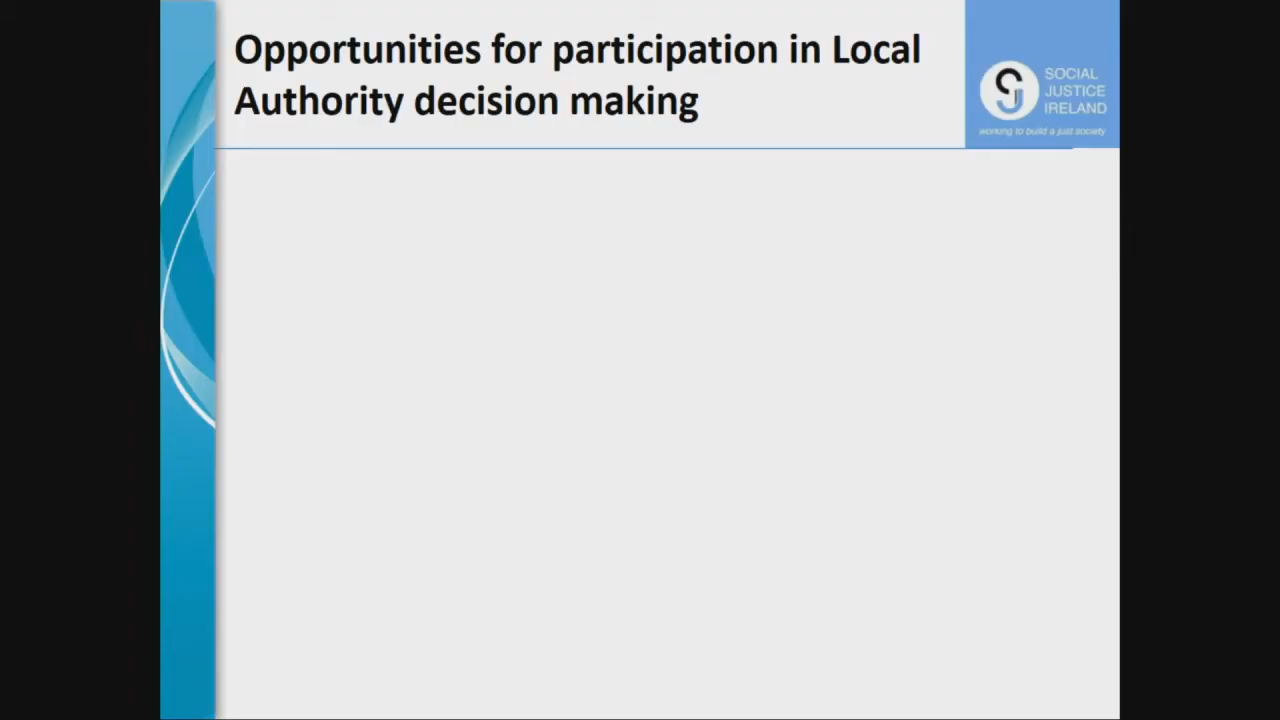 Opportunities for participation in Local
Authority decision making
SOCIAL
JUSTICE
IRELAND
working to build a just society